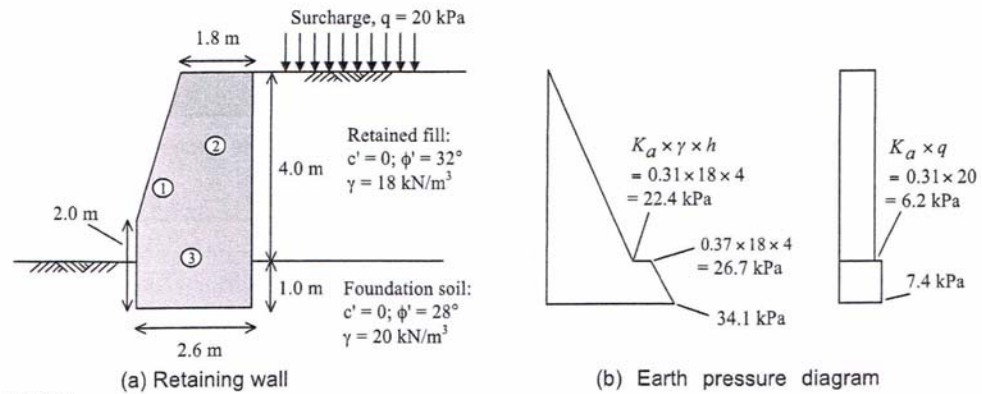 Surcharge, q = 20 kPa
1.8 m
Retained fill:
c' = 0; ϕ' = 32°
γ = 18 kN/m³
4.0 m
2
1
2.0 m
3
1.0 m
Foundation soil:
c' = 0; ϕ' = 28°
γ = 20 kN/m³
2.6 m
(a) Retaining wall
K_a × γ × h
= 0.31 × 18 × 4
= 22.4 kPa
0.37 × 18 × 4
= 26.7 kPa
34.1 kPa
K_a × q
= 0.31 × 20
= 6.2 kPa
7.4 kPa
(b) Earth pressure diagram